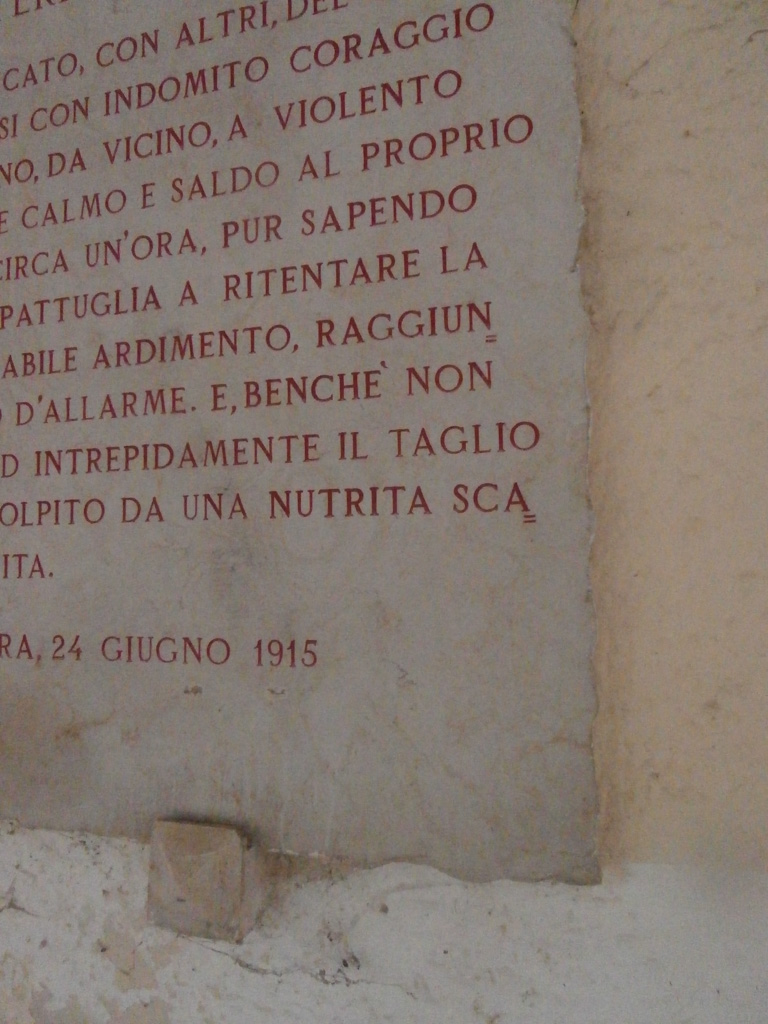 CATO, CON ALTRI, DEL
SI CON INDOMITO CORAGGIO
NO, DA VICINO, A VIOLENTO
E CALMO E SALDO AL PROPRIO
CIRCA UN'ORA, PUR SAPENDO
PATTUGLIA A RITENTARE LA
ABILE ARDIMENTO, RAGGIUN
O D'ALLARME. E, BENCHE` NON
D INTREPIDAMENTE IL TAGLIO
OLPITO DA UNA NUTRITA SCA
ITA.
RA, 24 GIUGNO 1915